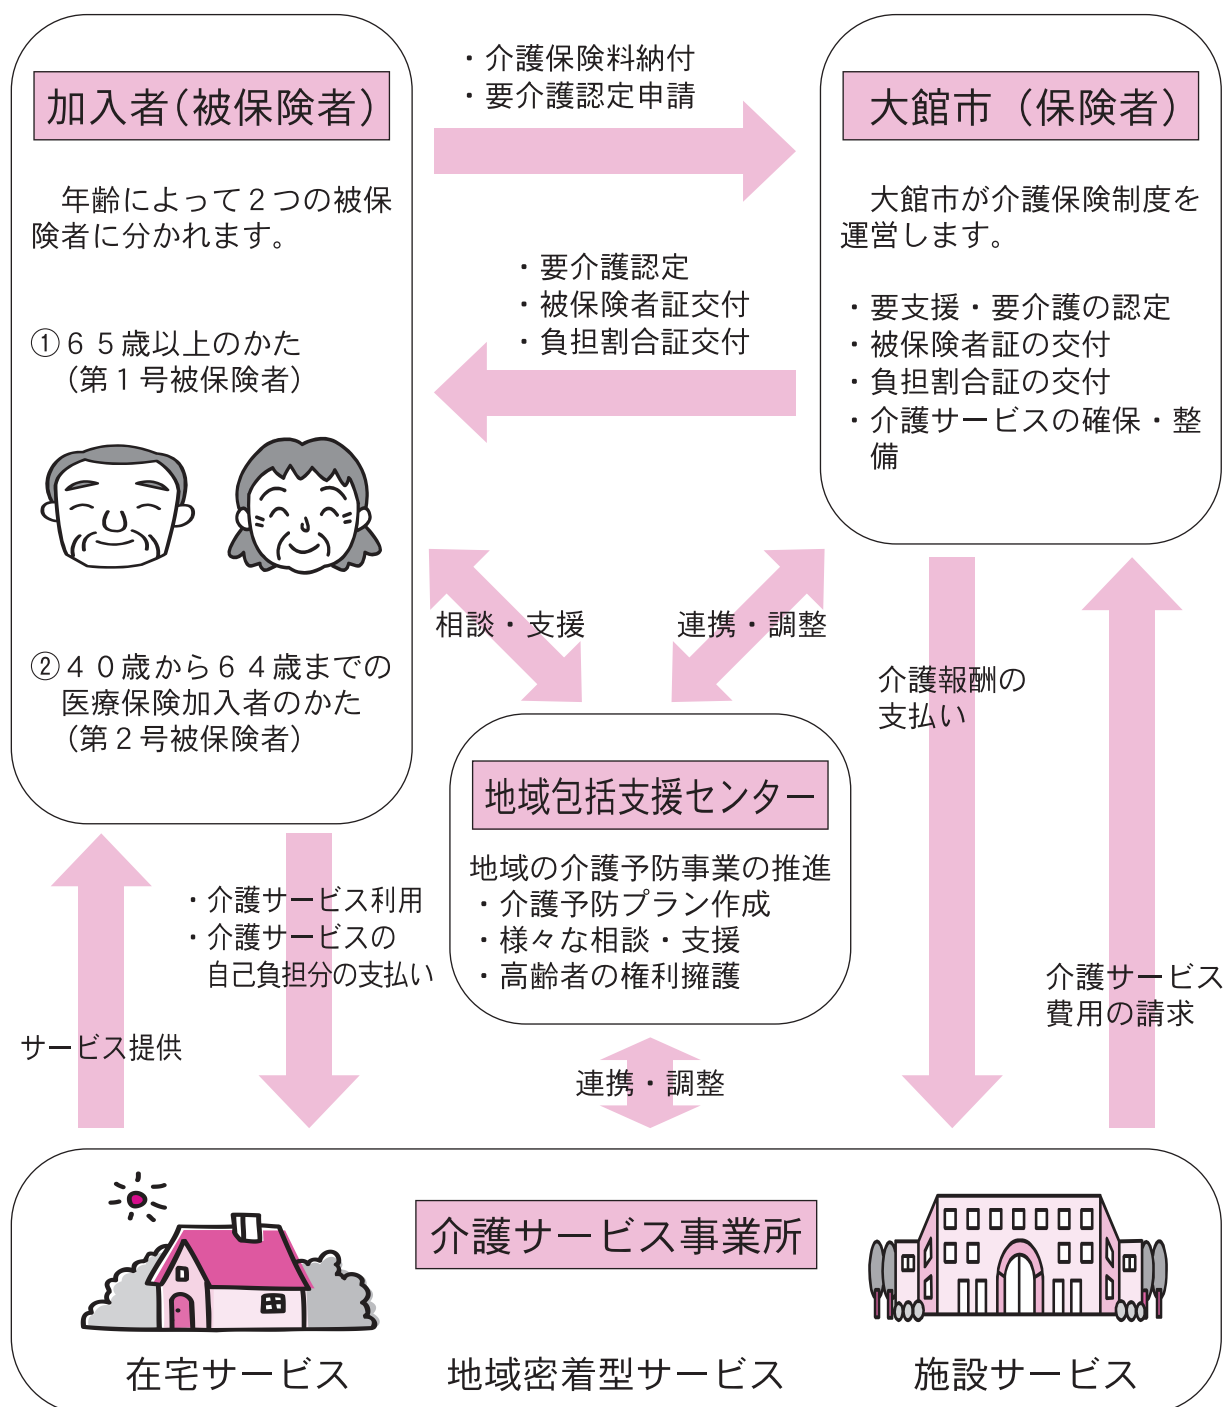 加入者(被保険者)
年齢によって２つの被保
険者に分かれます。
①６５歳以上のかた
(第１号被保険者)
②４０歳から６４歳までの
医療保険加入者のかた
(第２号被保険者)
・介護保険料納付
・要介護認定申請
・要介護認定
・被保険者証交付
・負担割合証交付
大館市（保険者）
大館市が介護保険制度を
運営します。
・要支援・要介護の認定
・被保険者証の交付
・負担割合証の交付
・介護サービスの確保・整
備
相談・支援
連携・調整
介護報酬の
支払い
地域包括支援センター
地域の介護予防事業の推進
・介護予防プラン作成
・様々な相談・支援
・高齢者の権利擁護
・介護サービス利用
・介護サービスの
自己負担分の支払い
サービス提供
連携・調整
介護サービス
費用の請求
介護サービス事業所
在宅サービス
地域密着型サービス
施設サービス